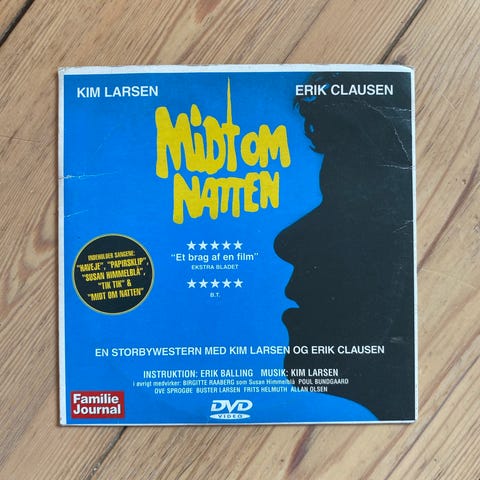 KIM LARSEN
ERIK CLAUSEN
MIDT OM
NATTEN
INDEHOLDER SANGENE:
"HAVEJE", "PAPIRSKLIP",
"SUSAN HIMMELBLÅ",
"TIK TIK" &
"MIDT OM NATTEN"
★★★★★
"Et brag af en film"
EKSTRA BLADET
★★★★★
B.T.
EN STORBYWESTERN MED KIM LARSEN OG ERIK CLAUSEN
INSTRUKTION: ERIK BALLING MUSIK: KIM LARSEN
i øvrigt medvirker: BIRGITTE RAABERG som Susan Himmelblå POUL BUNDGAARD
OVE SPROGØE BUSTER LARSEN FRITS HELMUTH ALLAN OLSEN
Familie
Journal
DVD
VIDEO